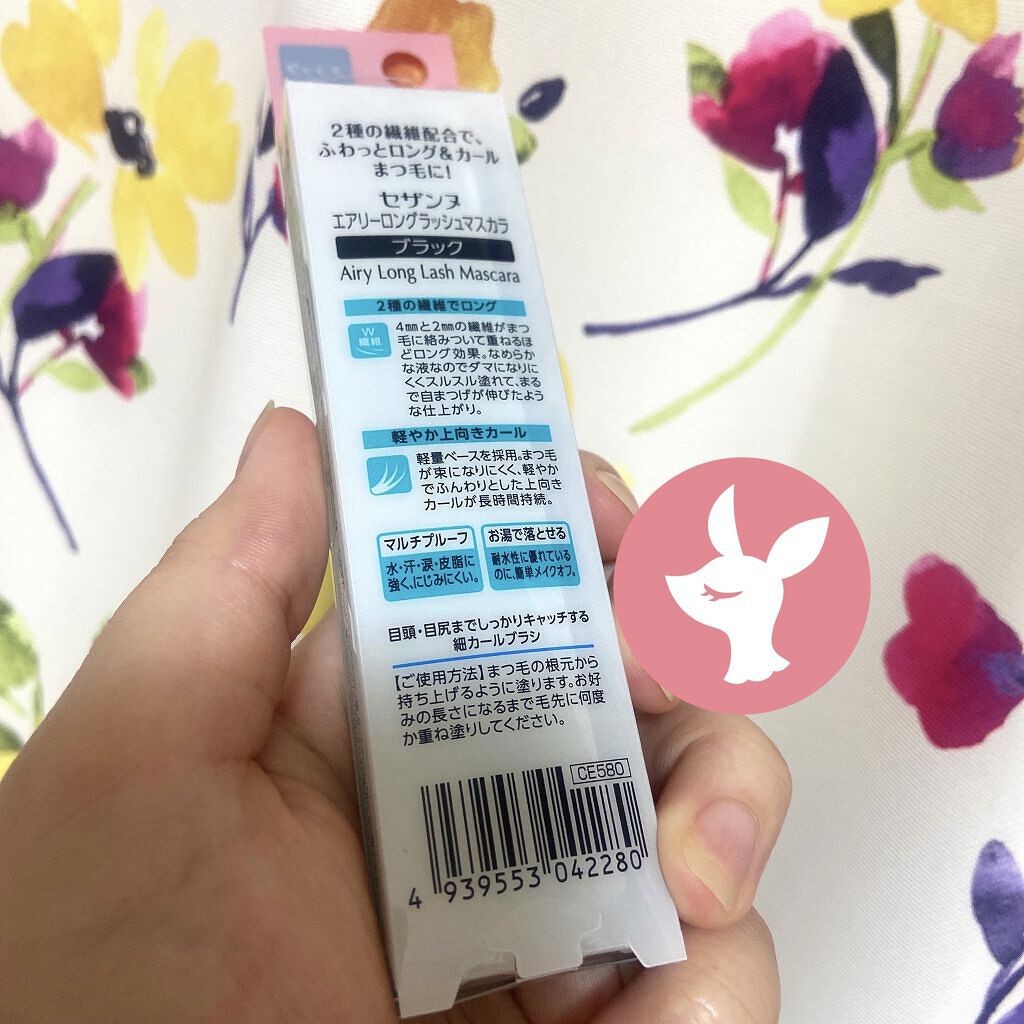 2種の繊維配合で、
ふわっとロング&カール
まつ毛に!
セザンヌ
エアリーロングラッシュマスカラ
ブラック
Airy Long Lash Mascara
2種の繊維でロング
W
繊維
4mmと2mmの繊維がまつ
毛に絡みついて重ねるほ
どロング効果。なめらか
な液なのでダマになりに
くくスルスル塗れて、まる
で自まつげが伸びたよう
な仕上がり。
軽やか上向きカール
軽量ベースを採用。まつ毛
が束になりにくく、軽やか
でふんわりとした上向き
カールが長時間持続。
マルチプルーフ
水・汗・涙・皮脂に
強く、にじみにくい。
お湯で落とせる
耐水性に優れている
のに、簡単メイクオフ。
目頭・目尻までしっかりキャッチする
細カールブラシ
【ご使用方法】まつ毛の根元から
持ち上げるように塗ります。お好
みの長さになるまで毛先に何度
か重ね塗りしてください。
CE580
4 939553 042280